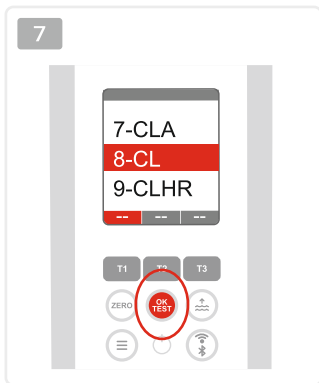 7
7-CLA
8-CL
9-CLHR
-- -- --
T1 T2 T3
ZERO OK TEST